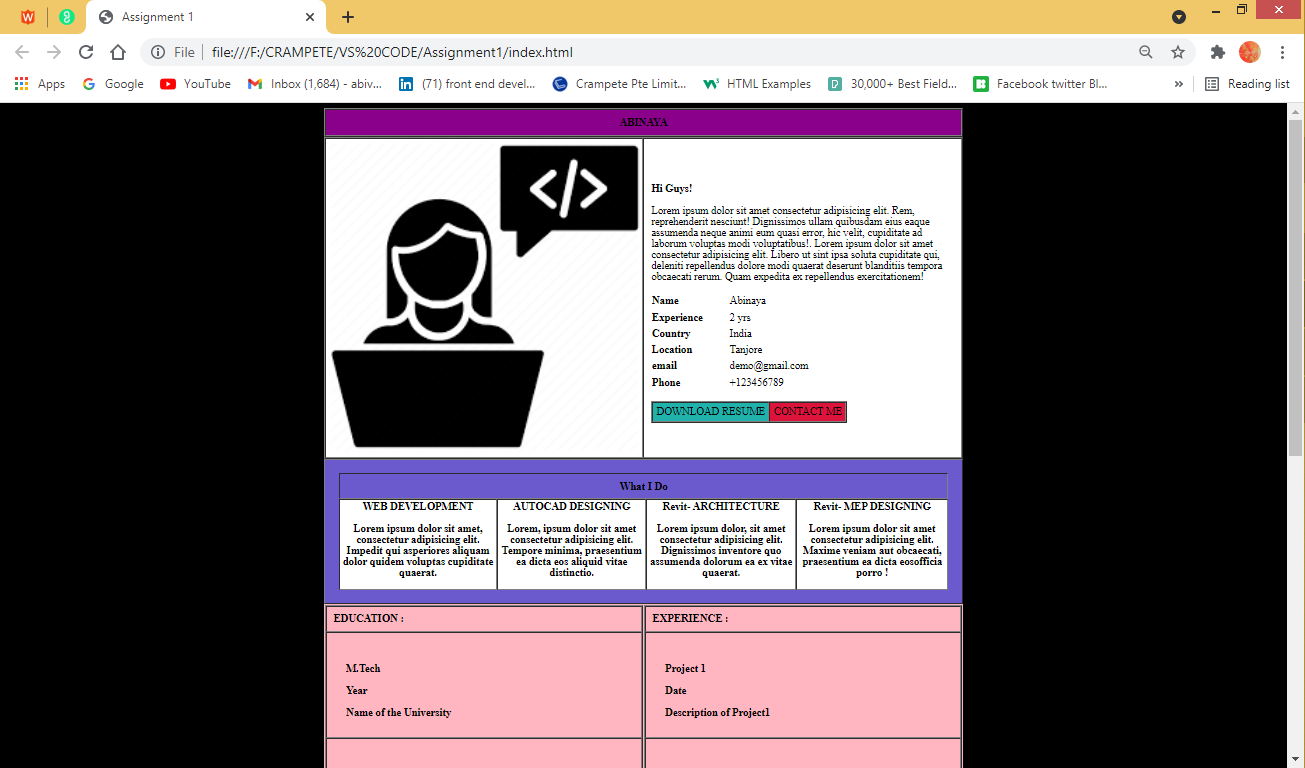 Assignment 1
File file:///F:/CRAMPETE/VS%20CODE/Assignment1/index.html
Apps Google YouTube Inbox (1,684) - abiv... (71) front end devel... Crampete Pte Limit... HTML Examples 30,000+ Best Field... Facebook twitter Bl... » Reading list
ABINAYA
</>
Hi Guys!
Lorem ipsum dolor sit amet consectetur adipisicing elit. Rem,
reprehenderit nesciunt! Dignissimos ullam quibusdam eius eaque
assumenda neque animi eum quasi error, hic velit, cupiditate ad
laborum voluptas modi voluptatibus!. Lorem ipsum dolor sit amet
consectetur adipisicing elit. Libero ut sint ipsa soluta cupiditate qui,
deleniti repellendus dolore modi quaerat deserunt blanditiis tempora
obcaecati rerum. Quam expedita ex repellendus exercitationem!
Name Abinaya
Experience 2 yrs
Country India
Location Tanjore
email demo@gmail.com
Phone +123456789
DOWNLOAD RESUME CONTACT ME
What I Do
WEB DEVELOPMENT
Lorem ipsum dolor sit amet,
consectetur adipisicing elit.
Impedit qui asperiores aliquam
dolor quidem voluptas cupiditate
quaerat.
AUTOCAD DESIGNING
Lorem, ipsum dolor sit amet
consectetur adipisicing elit.
Tempore minima, praesentium
ea dicta eos aliquid vitae
distinctio.
Revit- ARCHITECTURE
Lorem ipsum dolor, sit amet
consectetur adipisicing elit.
Dignissimos inventore quo
assumenda dolorum ea ex vitae
quaerat.
Revit- MEP DESIGNING
Lorem ipsum dolor sit amet
consectetur adipisicing elit.
Maxime veniam aut obcaecati,
praesentium ea dicta eosofficia
porro !
EDUCATION :
M.Tech
Year
Name of the University
EXPERIENCE :
Project 1
Date
Description of Project1